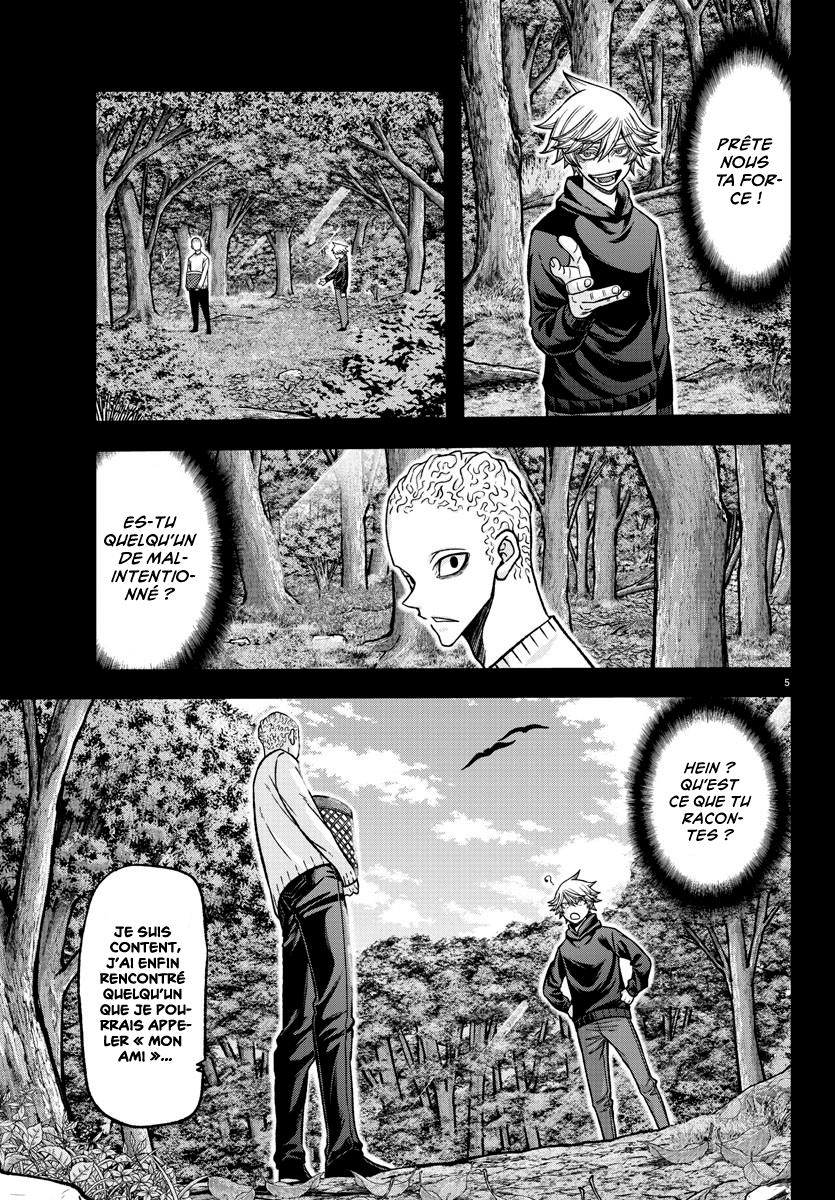 PRÊTE
NOUS
TA FOR-
CE !
ES-TU
QUELQU'UN
DE MAL-
INTENTION-
NÉ ?
5
HEIN ?
QU'EST
CE QUE TU
RACON-
TES ?
?
JE SUIS
CONTENT,
J'AI ENFIN
RENCONTRÉ
QUELQU'UN
QUE JE POUR-
RAIS APPE-
LER « MON
AMI »...